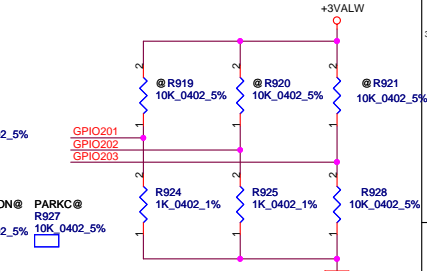 +3VALW
2
2
2
@R919
10K_0402_5%
@R920
10K_0402_5%
@R921
10K_0402_5%
1
1
1
2_5%
GPIO201
GPIO202
GPIO203
2
2
2
R924
1K_0402_1%
R925
1K_0402_1%
R928
10K_0402_5%
ON@ PARKC@
R927
2_5% 10K_0402_5%
1
1
1